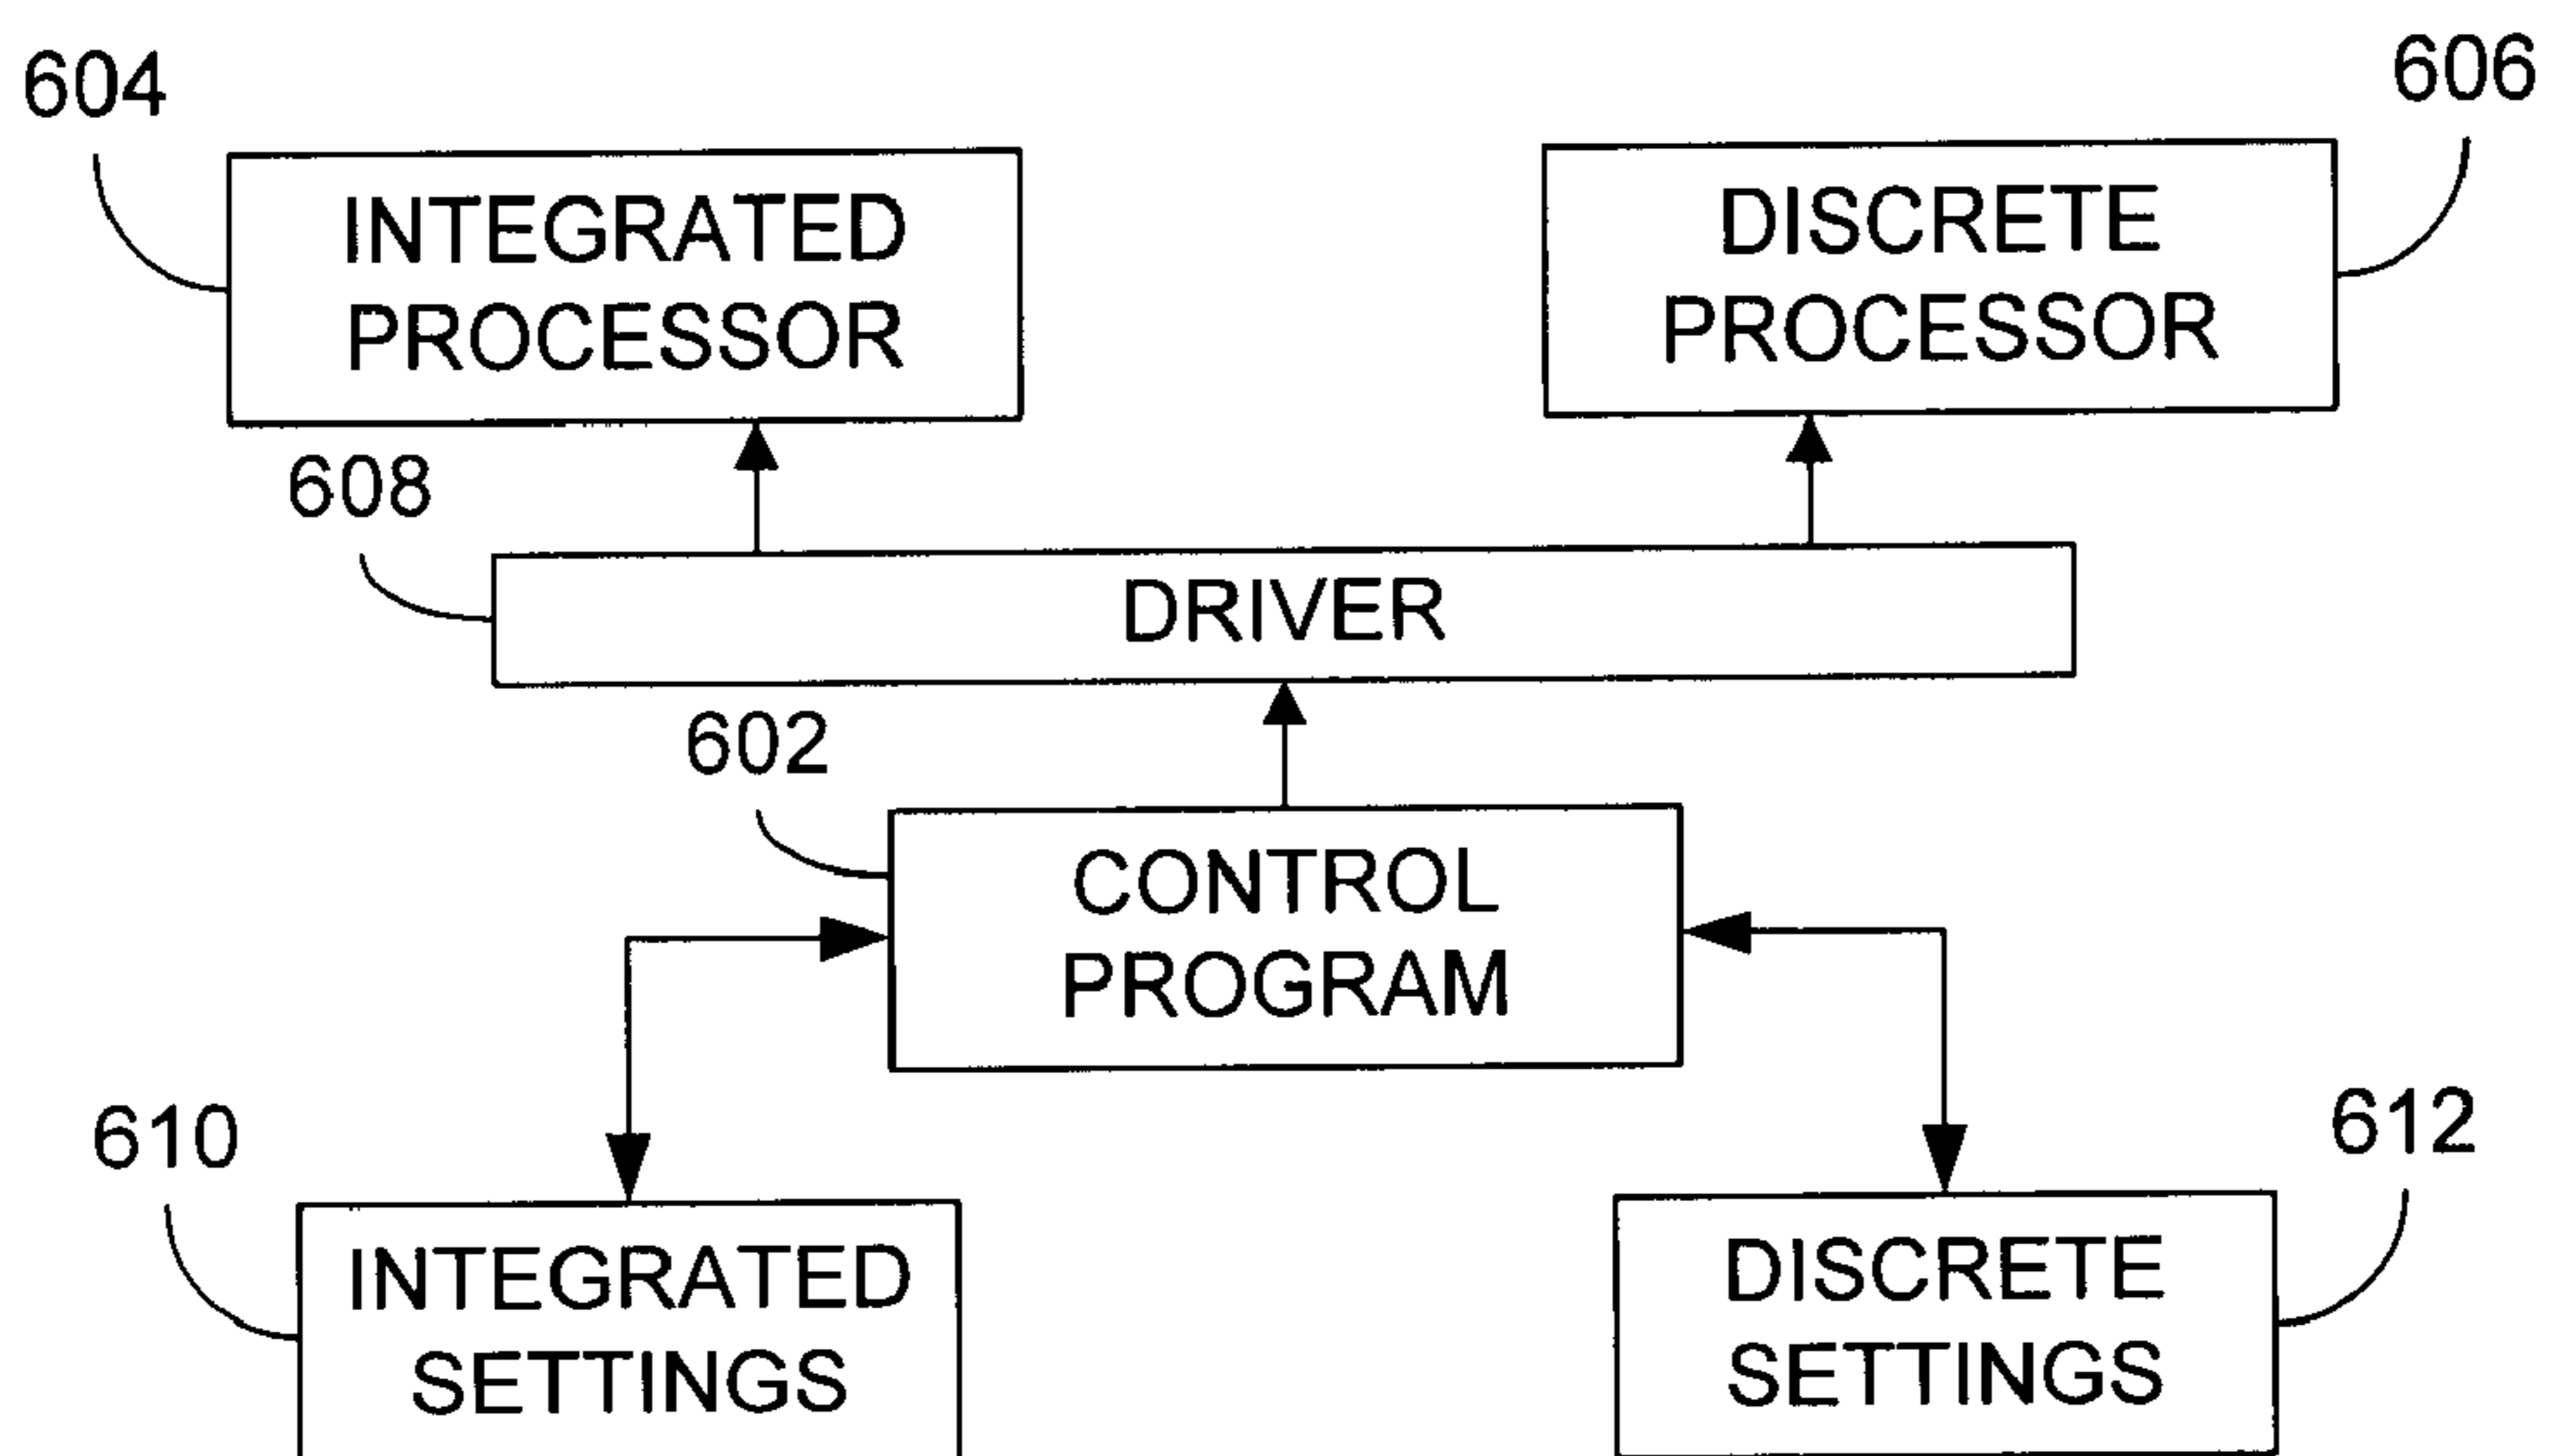 604
606
INTEGRATED
PROCESSOR
DISCRETE
PROCESSOR
608
DRIVER
602
CONTROL
PROGRAM
610
612
INTEGRATED
SETTINGS
DISCRETE
SETTINGS